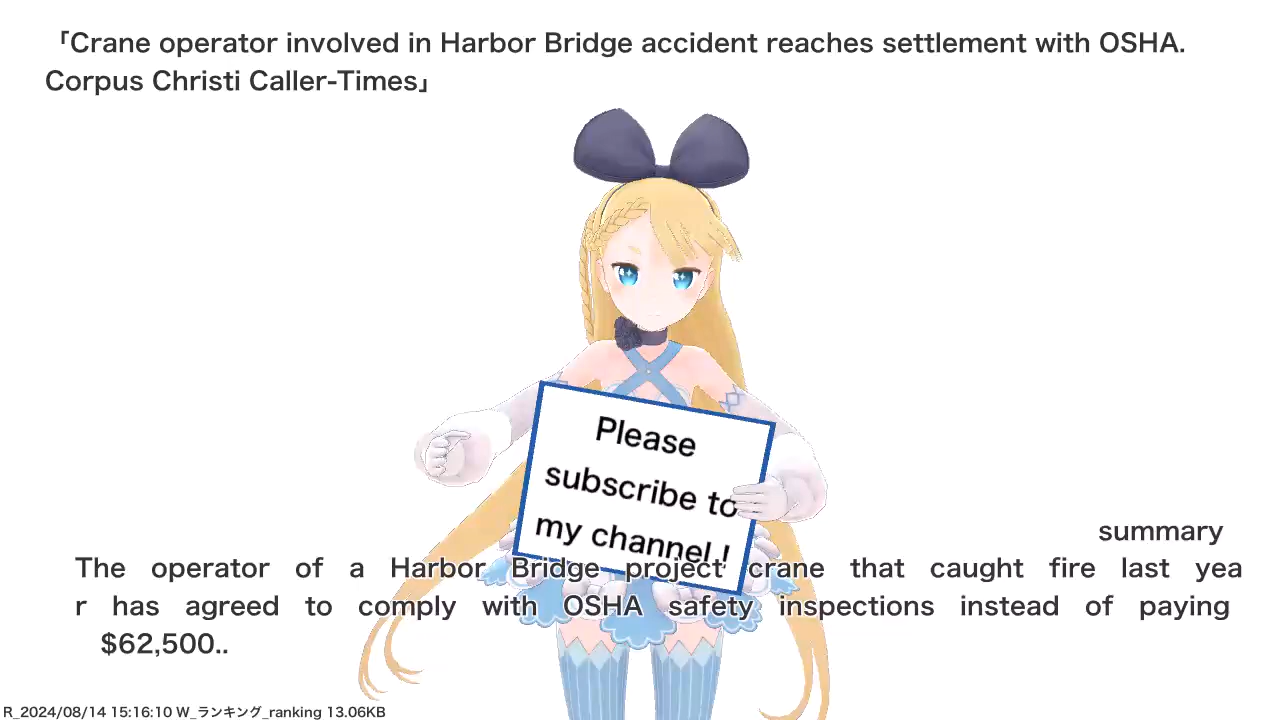 「Crane operator involved in Harbor Bridge accident reaches settlement with OSHA.
Corpus Christi Caller-Times」
Please
subscribe to
my channel !
summary
The operator of a Harbor Bridge project crane that caught fire last yea
r has agreed to comply with OSHA safety inspections instead of paying
$62,500..
R_2024/08/14 15:16:10 W_ランキング_ranking 13.06KB